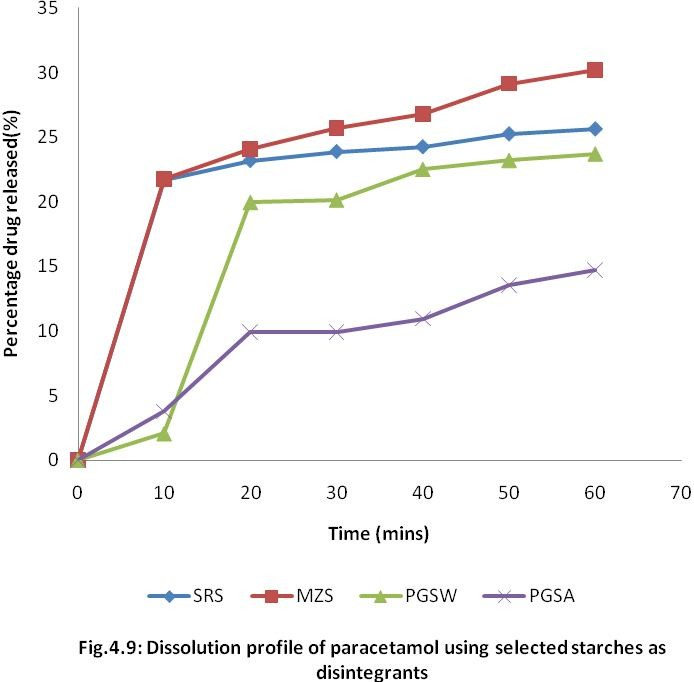 Percentage drug released(%)
35
30
25
20
15
10
5
0
0 10 20 30 40 50 60 70
Time (mins)
SRS MZS PGSW PGSA
Fig.4.9: Dissolution profile of paracetamol using selected starches as
disintegrants